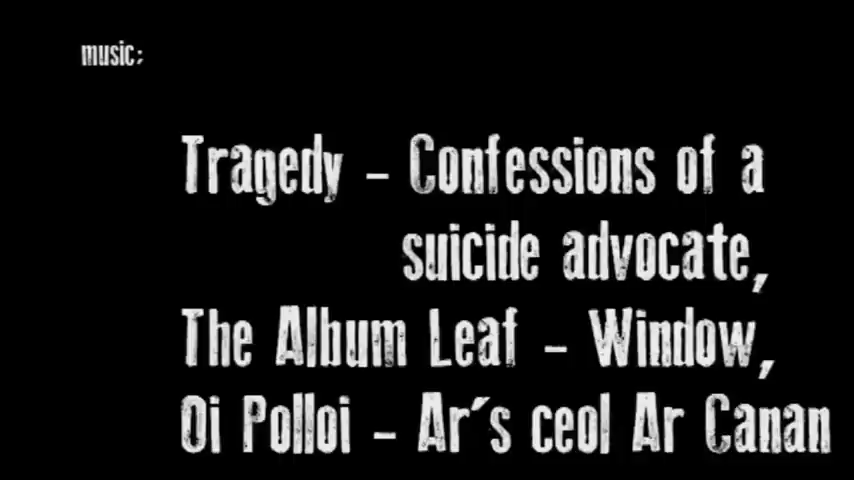 music;
Tragedy - Confessions of a
suicide advocate,
The Album Leaf - Window,
Oi Polloi - Ar's ceol Ar Canan